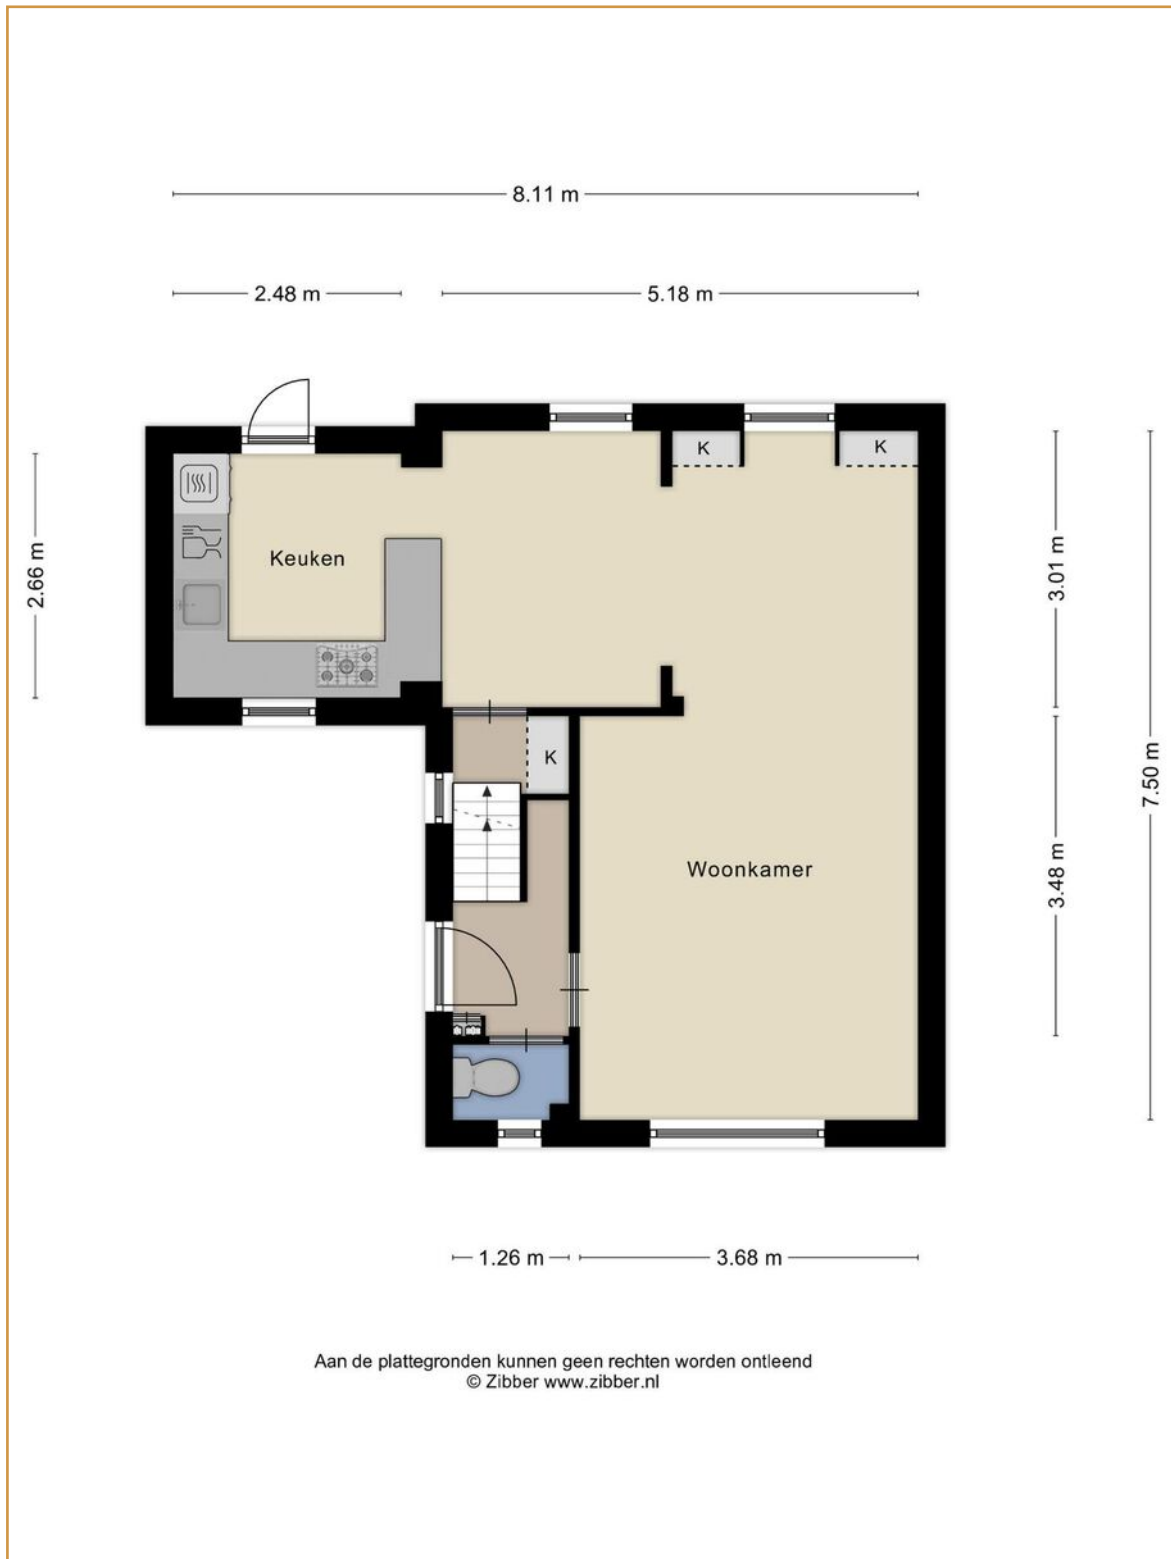 8.11 m
2.48 m
5.18 m
K
K
Keuken
2.66 m
3.01 m
7.50 m
K
Woonkamer
3.48 m
1.26 m
3.68 m
Aan de plattegronden kunnen geen rechten worden ontleend
© Zibber www.zibber.nl